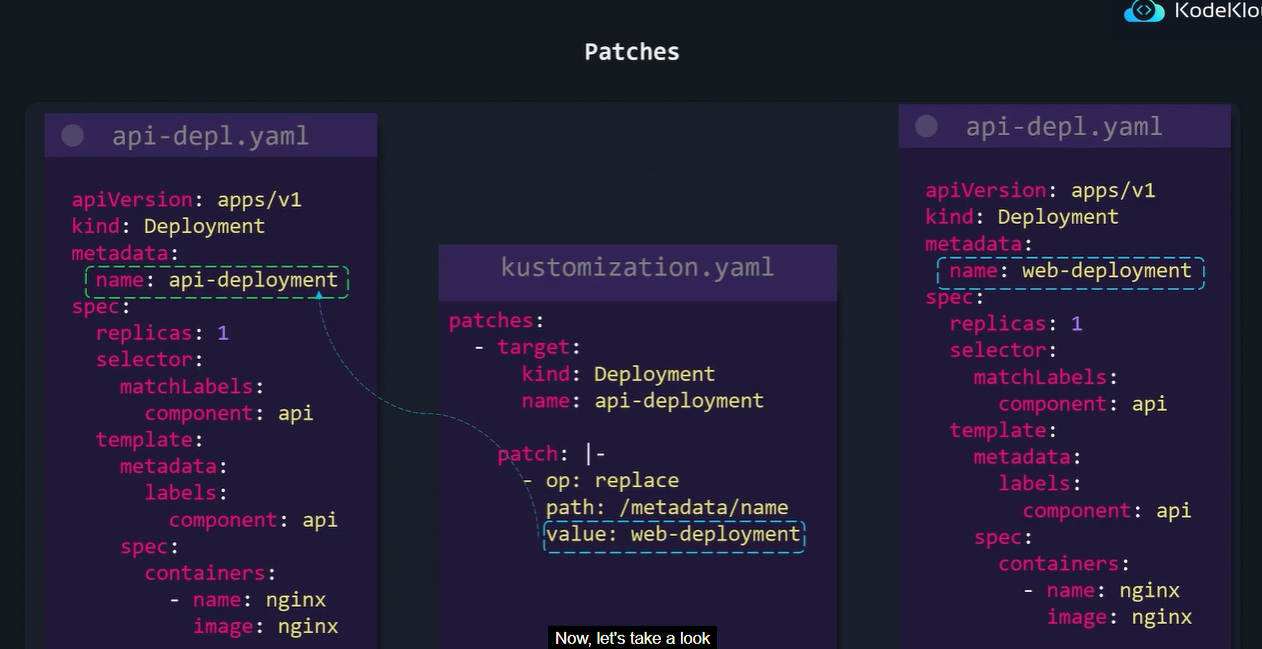 KodeKlou
Patches
api-depl.yaml
apiVersion: apps/v1
kind: Deployment
metadata:
name: api-deployment
spec:
replicas: 1
selector:
matchLabels:
component: api
template:
metadata:
labels:
component: api
spec:
containers:
- name: nginx
image: nginx
kustomization.yaml
patches:
- target:
kind: Deployment
name: api-deployment
patch: |-
- op: replace
path: /metadata/name
value: web-deployment
api-depl.yaml
apiVersion: apps/v1
kind: Deployment
metadata:
name: web-deployment
spec:
replicas: 1
selector:
matchLabels:
component: api
template:
metadata:
labels:
component: api
spec:
containers:
- name: nginx
image: nginx
Now, let's take a look